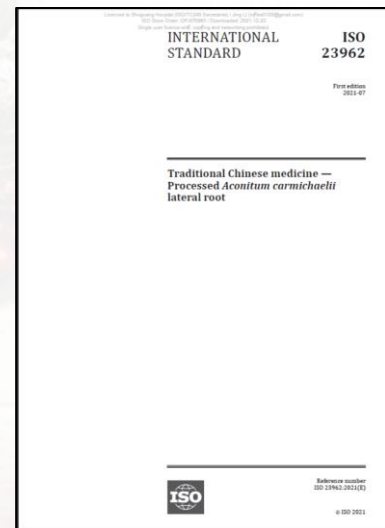 INTERNATIONAL
STANDARD
ISO
23962
First edition
2021-07
Traditional Chinese medicine —
Processed Aconitum carmichaelii
lateral root
ISO
Reference number
ISO 23962:2021(E)
© ISO 2021